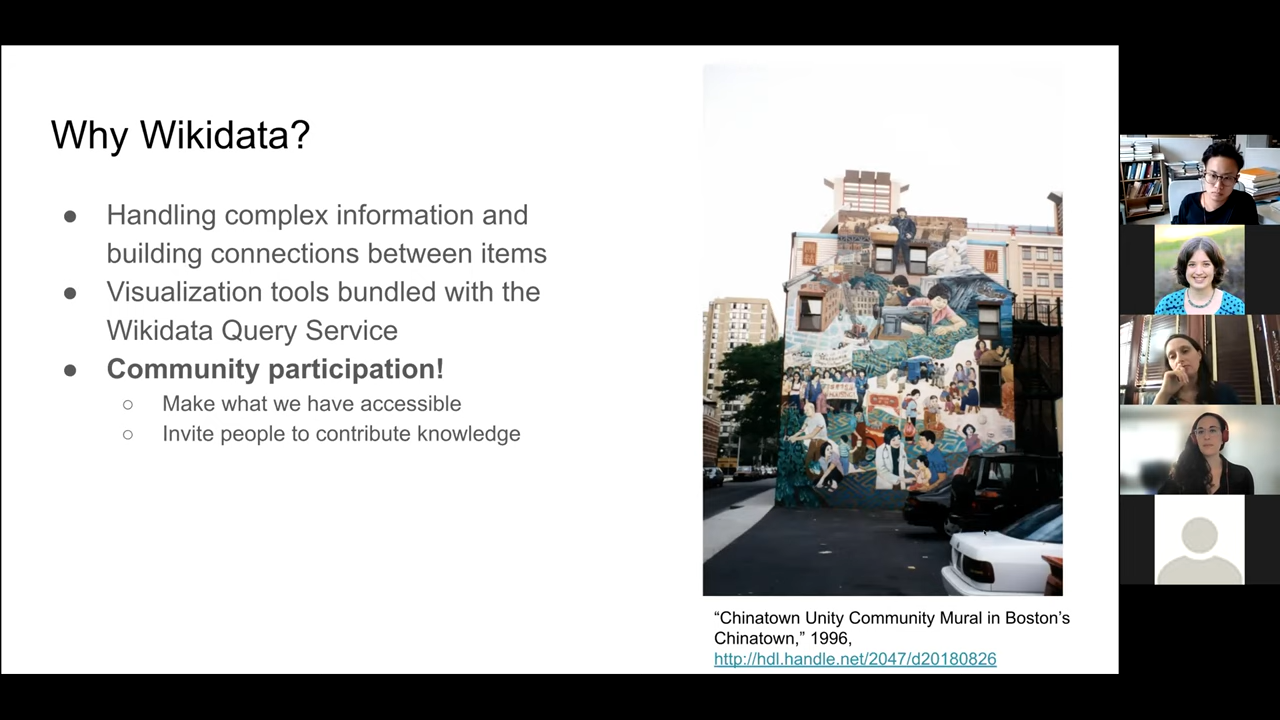 Why Wikidata?
● Handling complex information and
building connections between items
● Visualization tools bundled with the
Wikidata Query Service
● Community participation!
○ Make what we have accessible
○ Invite people to contribute knowledge
“Chinatown Unity Community Mural in Boston’s
Chinatown,” 1996,
http://hdl.handle.net/2047/d20180826